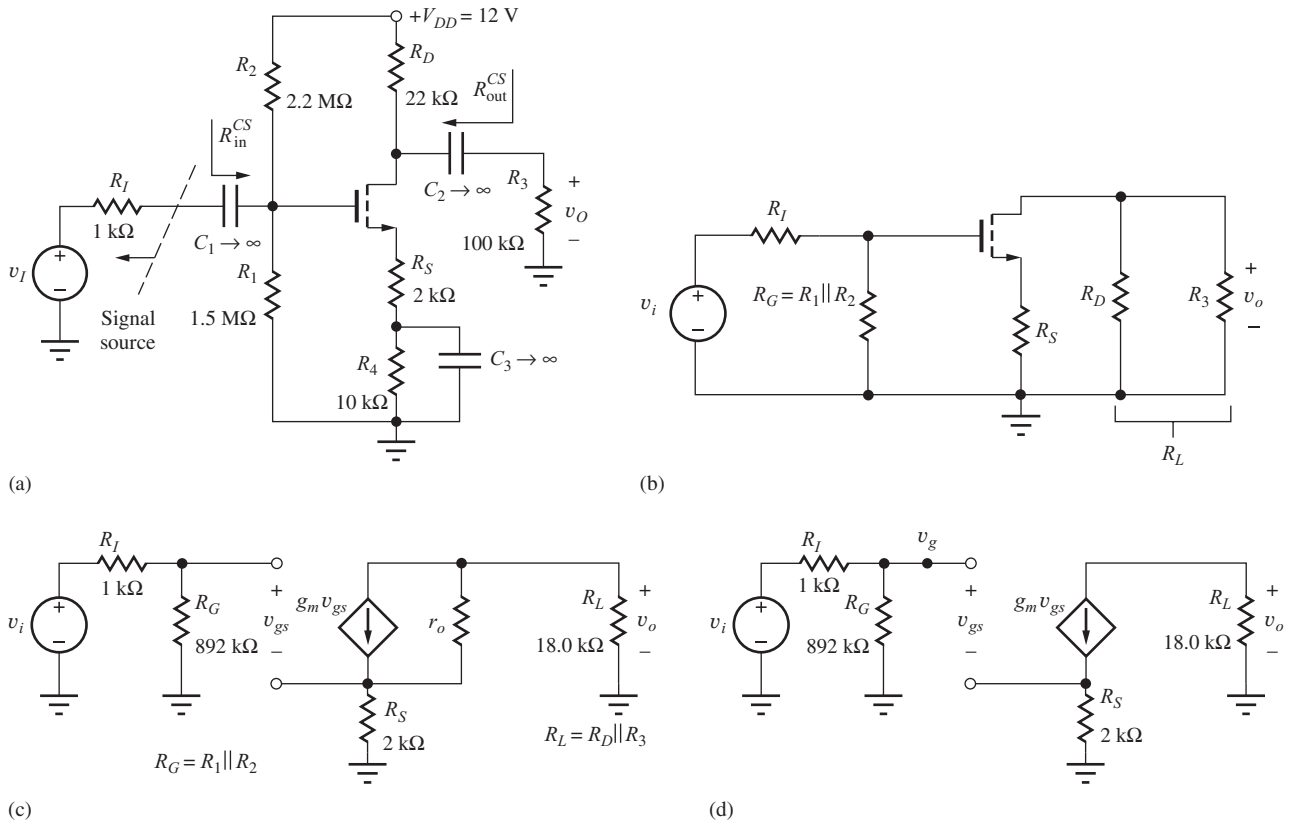 +V_DD = 12 V
R_D
22 kΩ
R_2
2.2 MΩ
R_out^CS
R_in^CS
R_I
1 kΩ
C_1 → ∞
C_2 → ∞
R_3
100 kΩ
+
v_O
−
v_I
+
−
Signal
source
R_1
1.5 MΩ
R_S
2 kΩ
R_4
10 kΩ
C_3 → ∞
(a)
R_I
v_i
+
−
R_G = R_1||R_2
R_S
R_D
R_3
+
v_o
−
R_L
(b)
R_I
1 kΩ
v_i
+
−
R_G
892 kΩ
+
v_gs
−
g_m v_gs
r_o
R_L
18.0 kΩ
+
v_o
−
R_S
2 kΩ
R_G = R_1||R_2
R_L = R_D||R_3
(c)
R_I
1 kΩ
v_g
v_i
+
−
R_G
892 kΩ
+
v_gs
−
g_m v_gs
R_L
18.0 kΩ
+
v_o
−
R_S
2 kΩ
(d)